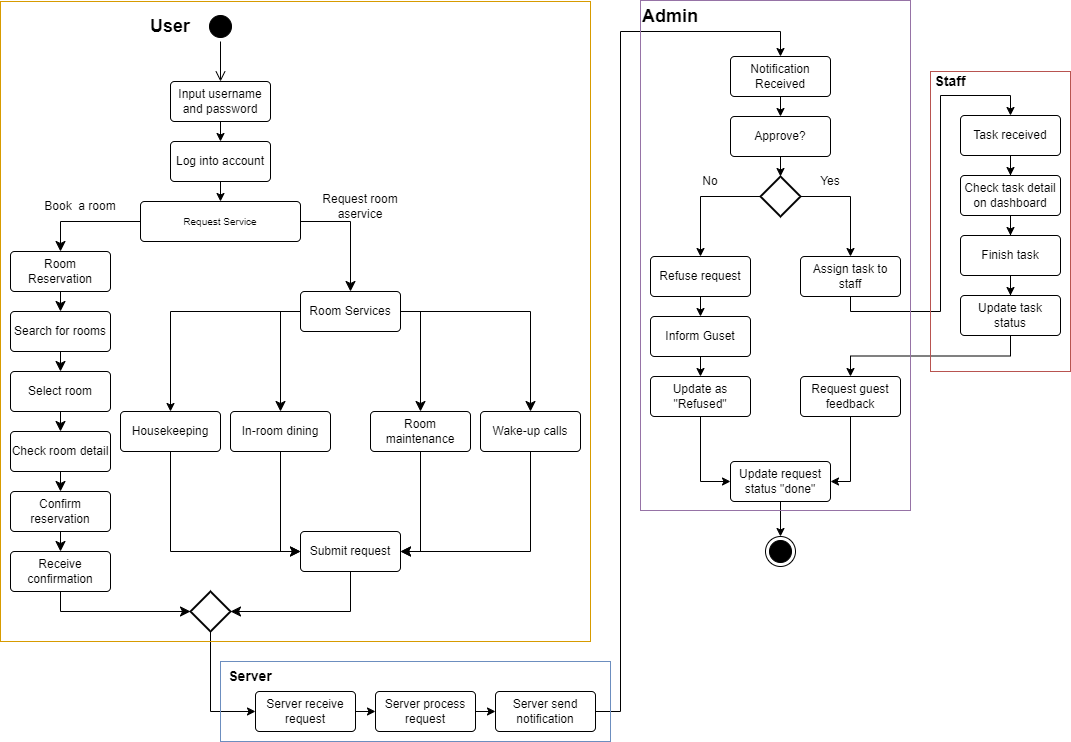 User
Input username
and password
Log into account
Request Service
Book  a room
Request room
aservice
Room
Reservation
Search for rooms
Select room
Check room detail
Confirm
reservation
Receive
confirmation
Room Services
Housekeeping
In-room dining
Room
maintenance
Wake-up calls
Submit request
Server
Server receive
request
Server process
request
Server send
notification
Admin
Notification
Received
Approve?
No
Yes
Refuse request
Inform Guset
Update as
"Refused"
Assign task to
staff
Staff
Task received
Check task detail
on dashboard
Finish task
Update task
status
Request guest
feedback
Update request
status "done"